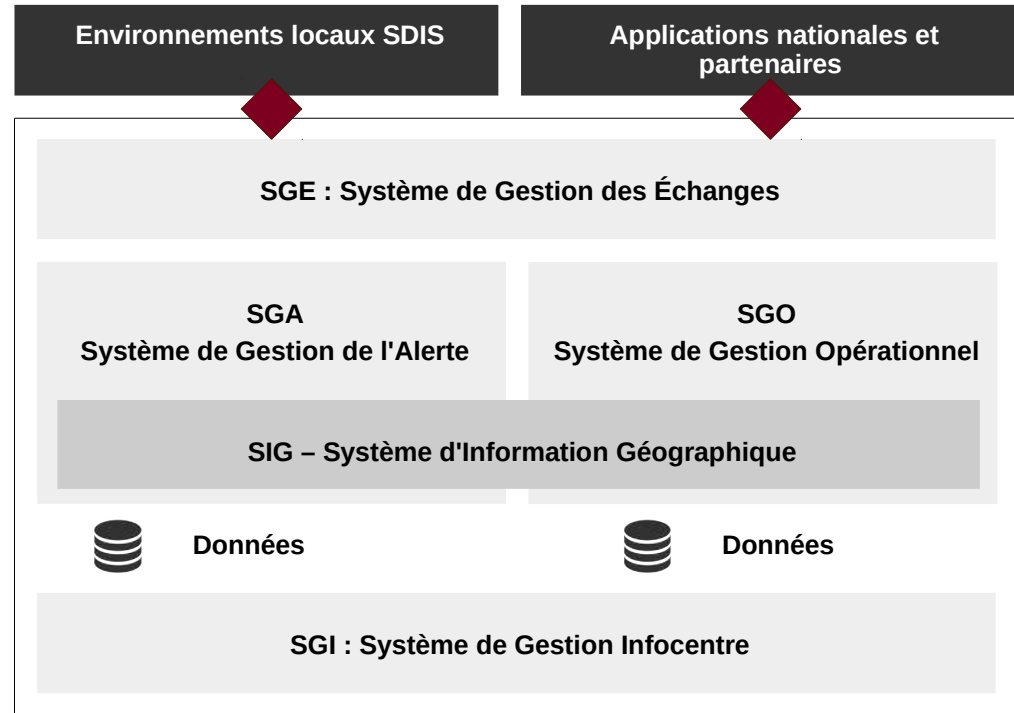 Environnements locaux SDIS
Applications nationales et
partenaires
SGE : Système de Gestion des Échanges
SGA
Système de Gestion de l'Alerte
SGO
Système de Gestion Opérationnel
SIG – Système d'Information Géographique
Données
Données
SGI : Système de Gestion Infocentre